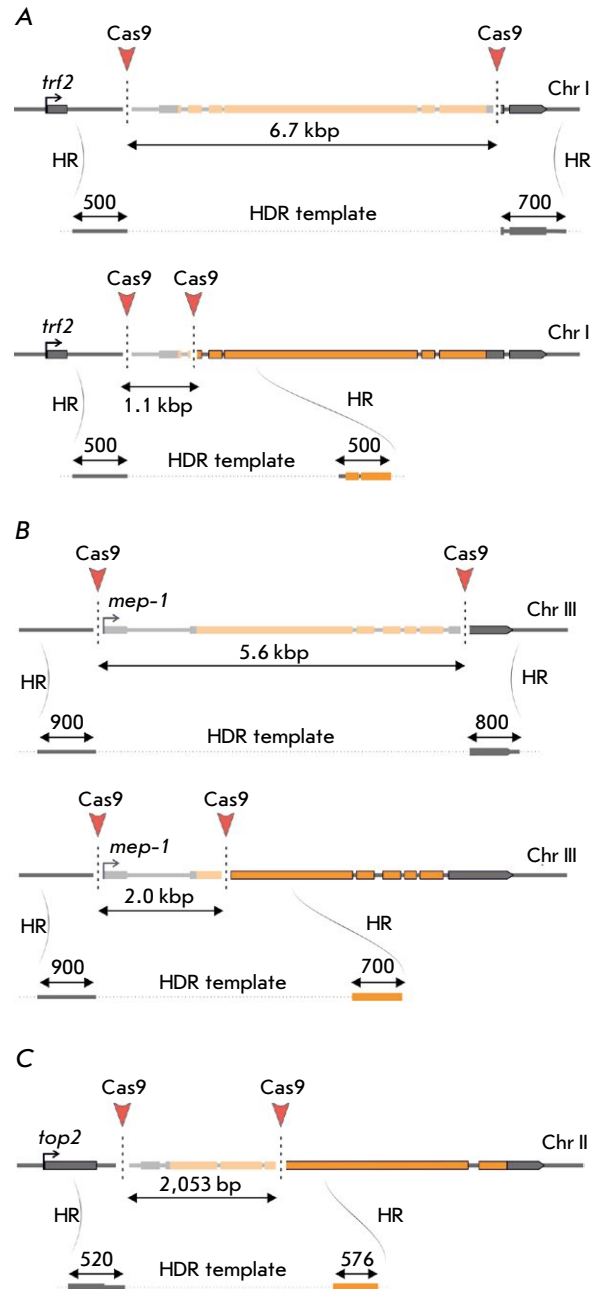 A
Cas9 Cas9
trf2 Chr I
6.7 kbp
HR HR
500 HDR template 700
Cas9 Cas9
trf2 Chr I
1.1 kbp
HR HR
500 HDR template 500
B
Cas9 Cas9
mep-1 Chr III
5.6 kbp
HR HR
900 HDR template 800
Cas9 Cas9
mep-1 Chr III
2.0 kbp
HR HR
900 HDR template 700
C
Cas9 Cas9
top2 Chr II
2,053 bp
HR HR
520 HDR template 576